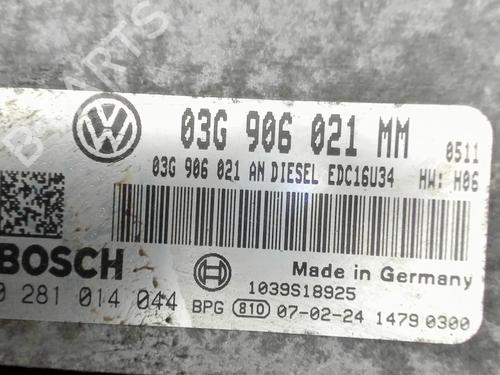 03G 906 021 MM 0511
03G 906 021 AN DIESEL EDC16U34 HW: H06
BOSCH
0 281 014 044
Made in Germany
1039S18925
BPG 810 07-02-24 1479 0300